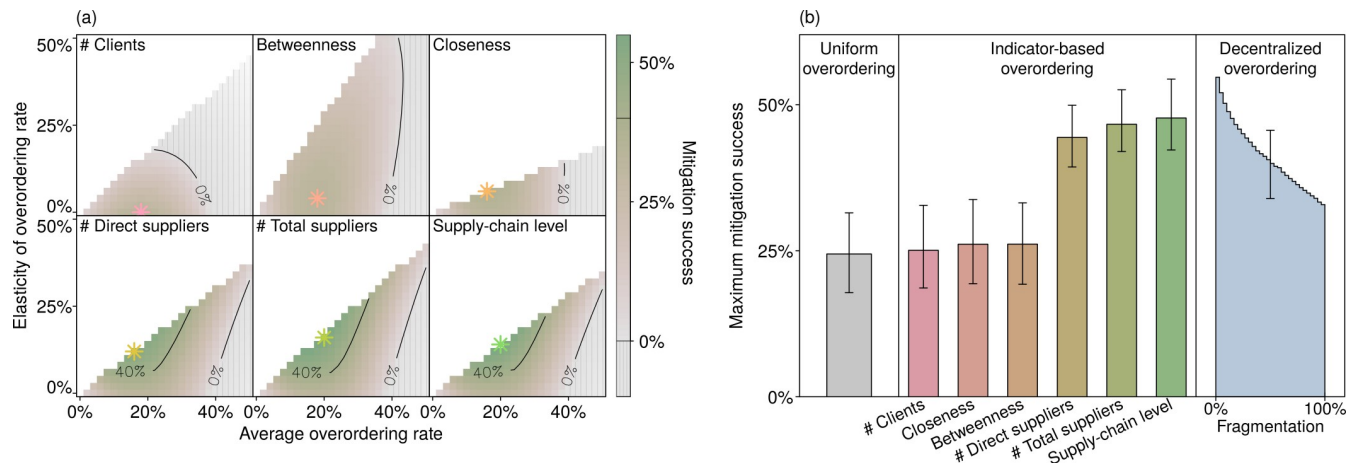 (a)
# Clients
Betweenness
Closeness
50%
25%
0%
0%
0%
0%
# Direct suppliers
# Total suppliers
Supply-chain level
50%
25%
0%
40%
0%
40%
0%
40%
0%
0%
20%
40%
0%
20%
40%
0%
20%
40%
Elasticity of overordering rate
Average overordering rate
50%
25%
0%
Mitigation success
(b)
Uniform
overordering
Indicator-based
overordering
Decentralized
overordering
50%
25%
0%
Maximum mitigation success
# Clients
Closeness
Betweenness
# Direct suppliers
# Total suppliers
Supply-chain level
0%
100%
Fragmentation